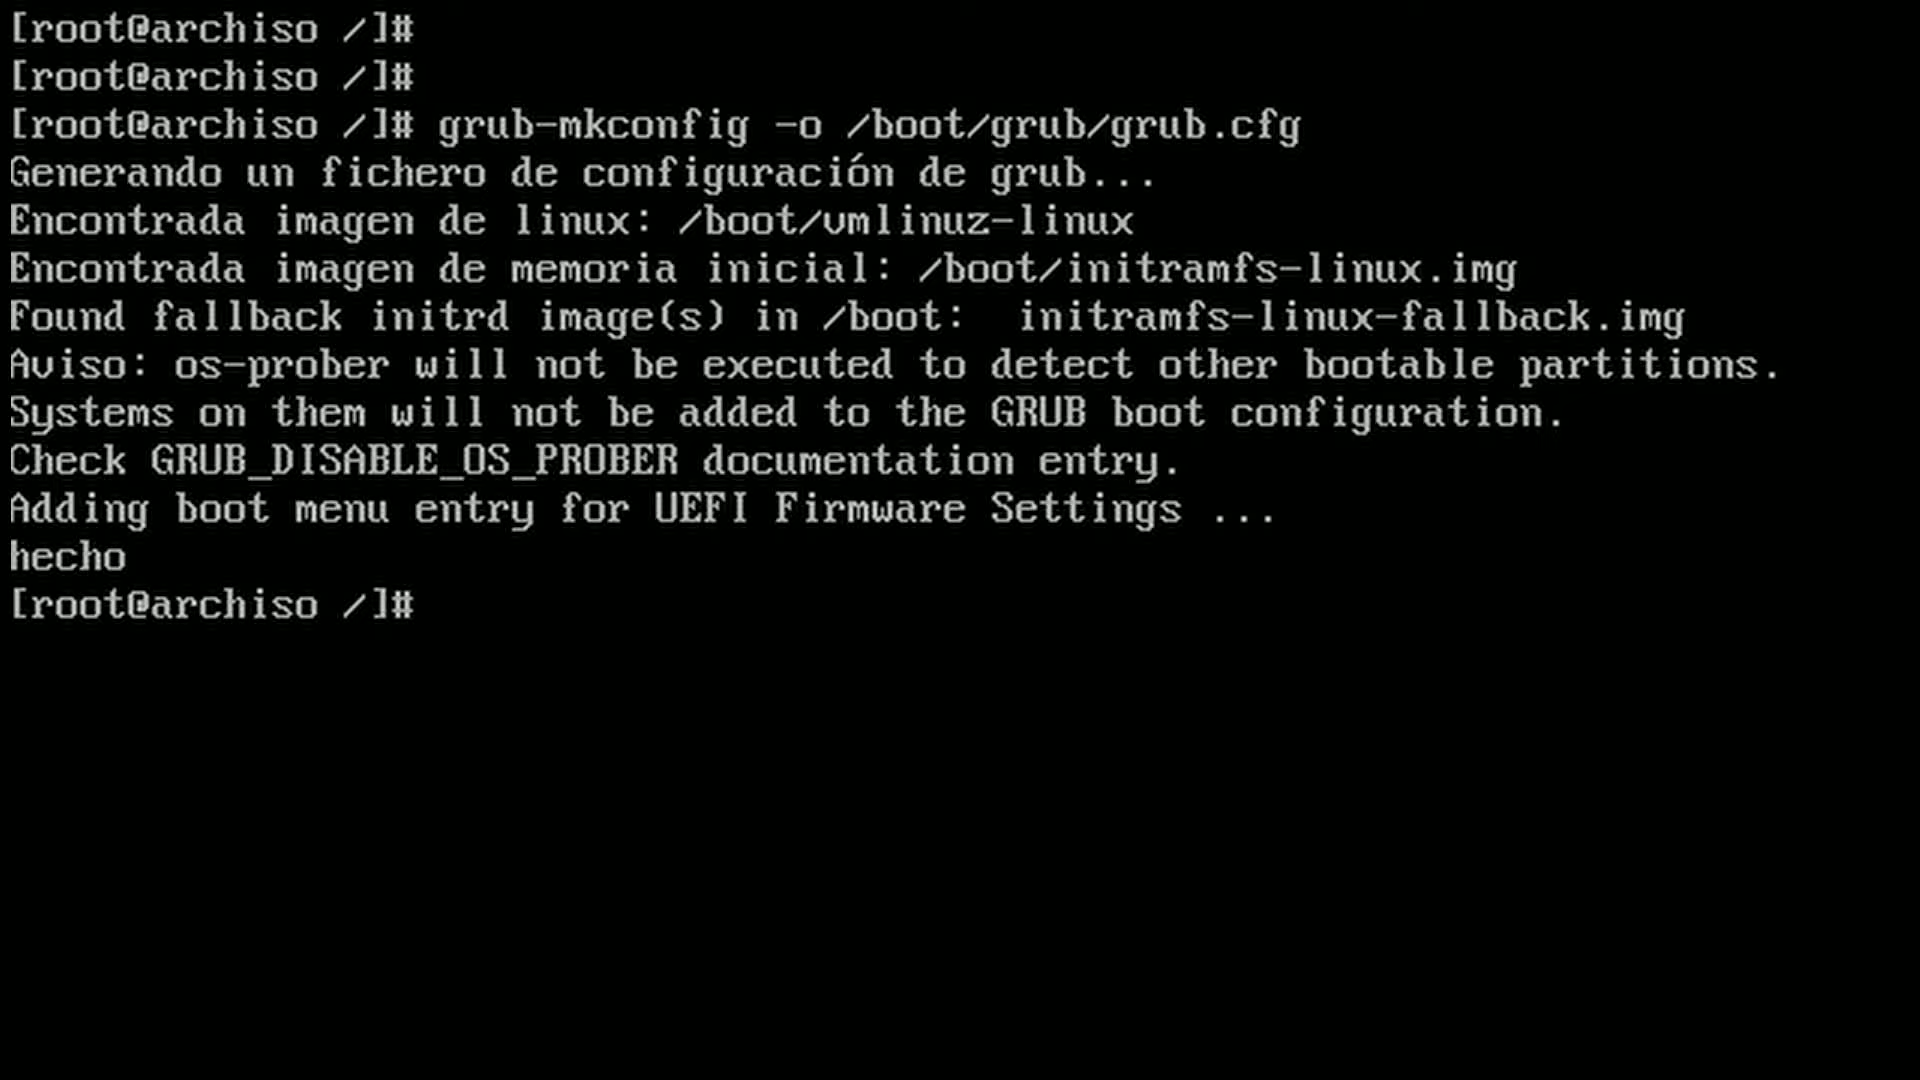 [root@archiso /]#
[root@archiso /]#
[root@archiso /]# grub-mkconfig -o /boot/grub/grub.cfg
Generando un fichero de configuración de grub...
Encontrada imagen de linux: /boot/vmlinuz-linux
Encontrada imagen de memoria inicial: /boot/initramfs-linux.img
Found fallback initrd image(s) in /boot:  initramfs-linux-fallback.img
Aviso: os-prober will not be executed to detect other bootable partitions.
Systems on them will not be added to the GRUB boot configuration.
Check GRUB_DISABLE_OS_PROBER documentation entry.
Adding boot menu entry for UEFI Firmware Settings ...
hecho
[root@archiso /]#